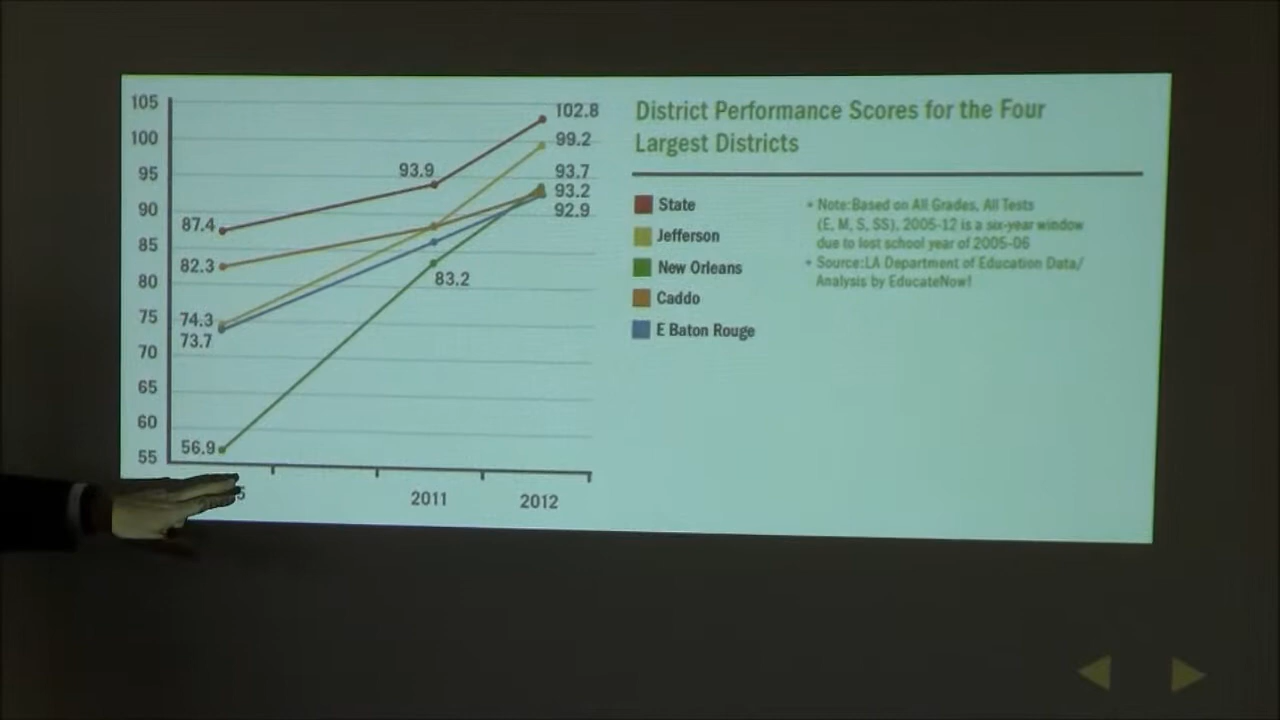 District Performance Scores for the Four
Largest Districts
105
100
95
90
85
80
75
70
65
60
55
87.4
82.3
74.3
73.7
56.9
93.9
83.2
102.8
99.2
93.7
93.2
92.9
5
2011
2012
State
Jefferson
New Orleans
Caddo
E Baton Rouge
• Note:Based on All Grades, All Tests
(E, M, S, SS), 2005-12 is a six-year window
due to lost school year of 2005-06
• Source:LA Department of Education Data/
Analysis by EducateNow!